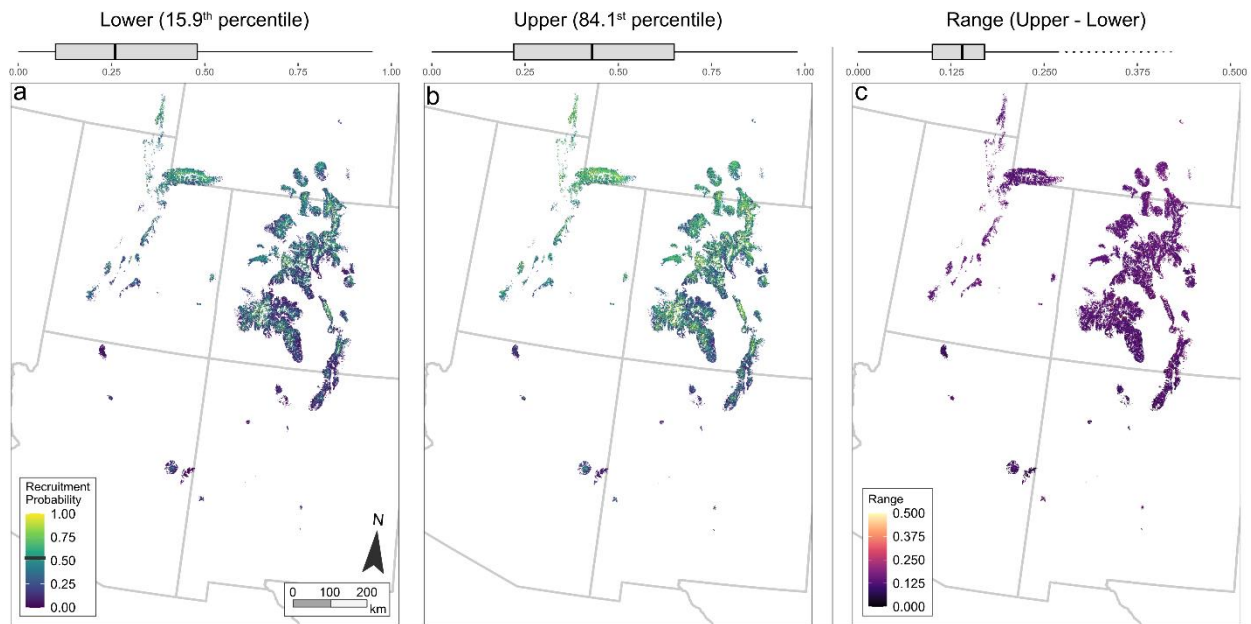 Lower (15.9th percentile)
Upper (84.1st percentile)
Range (Upper - Lower)
0.00 0.25 0.50 0.75 1.00
0.00 0.25 0.50 0.75 1.00
0.000 0.125 0.250 0.375 0.500
a
b
c
Recruitment
Probability
1.00
0.75
0.50
0.25
0.00
N
0 100 200
km
Range
0.500
0.375
0.250
0.125
0.000